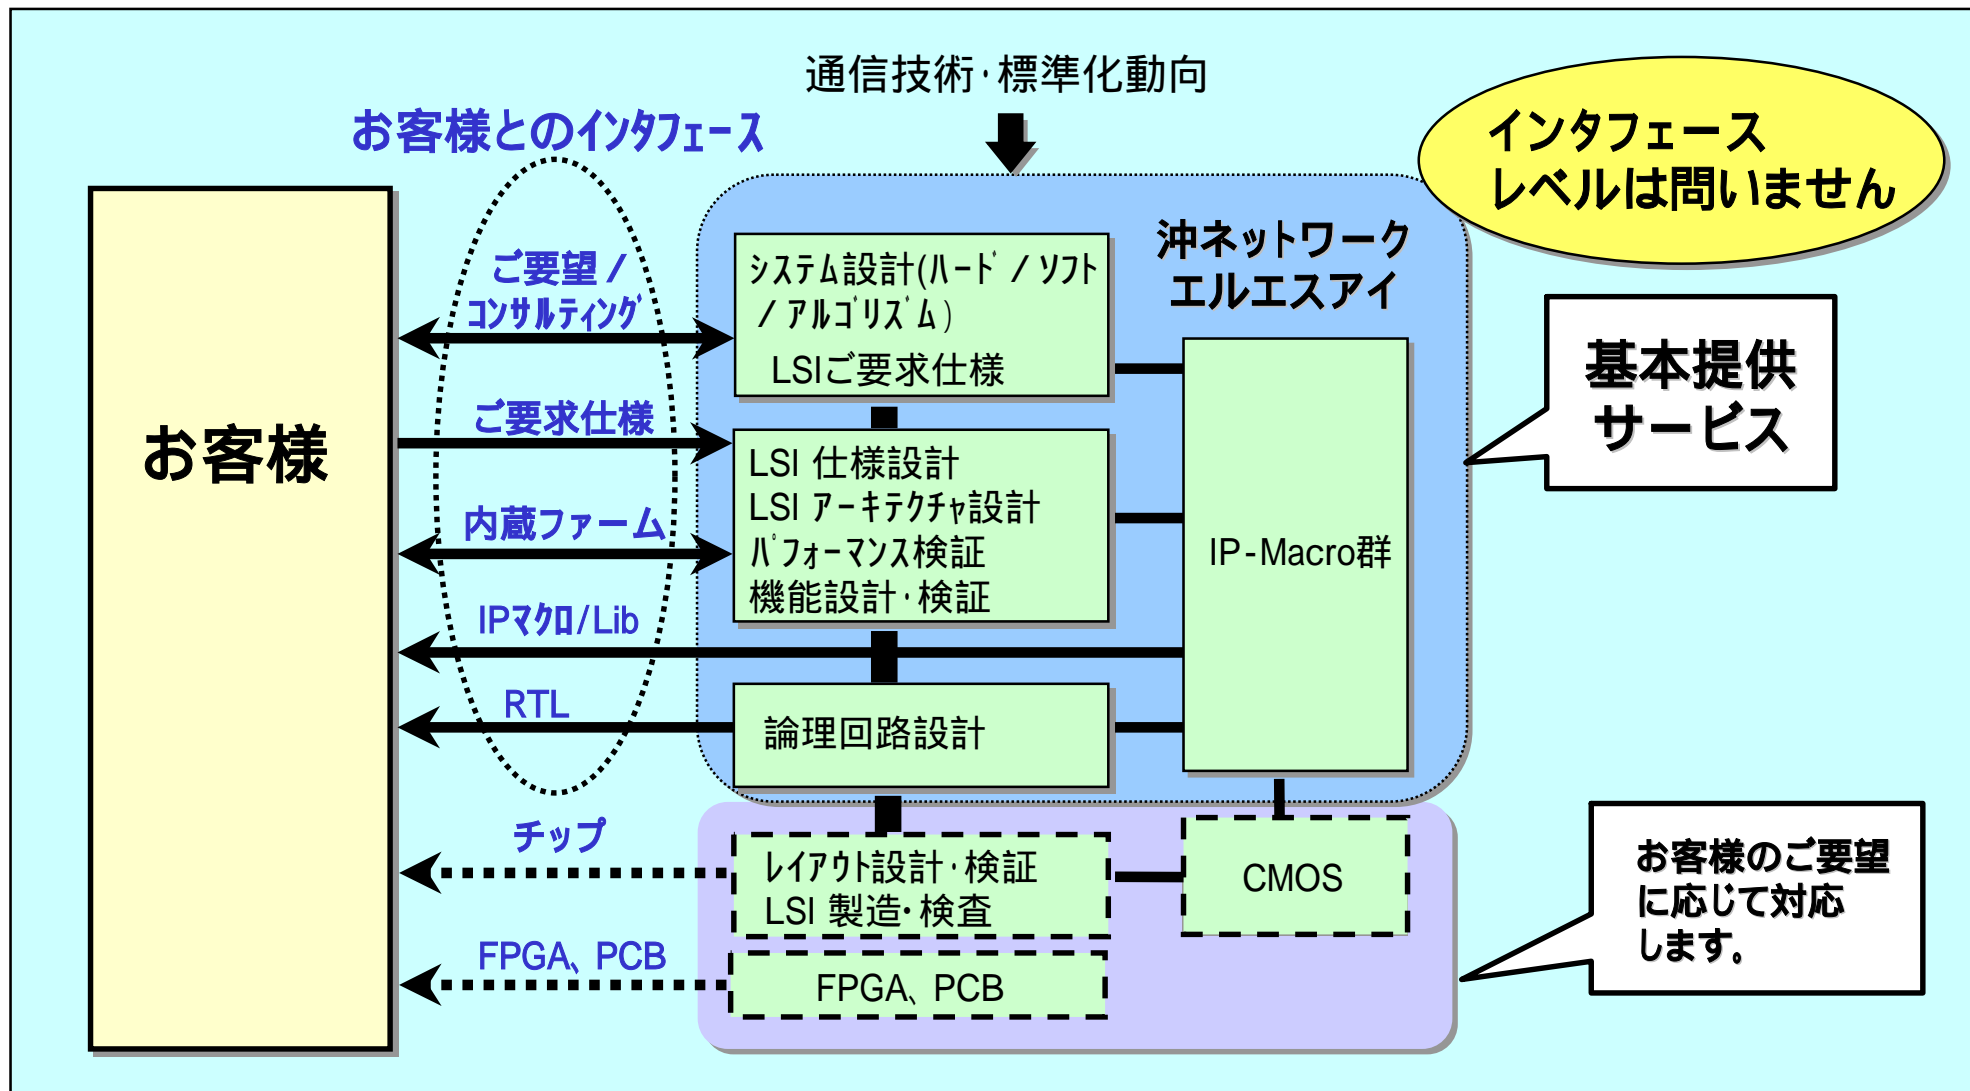 通信技術・標準化動向
お客様とのインタフェース
インタフェース
レベルは問いません
沖ネットワーク
エルエスアイ
お客様
ご要望 /
コンサルティング
システム設計(ハード / ソフト
/ アルゴリズム)
LSIご要求仕様
基本提供
サービス
ご要求仕様
LSI 仕様設計
LSI アーキテクチャ設計
パフォーマンス検証
機能設計・検証
内蔵ファーム
IP-Macro群
IPマクロ/Lib
RTL
論理回路設計
チップ
レイアウト設計・検証
LSI 製造・検査
CMOS
お客様のご要望
に応じて対応
します。
FPGA、PCB
FPGA、PCB